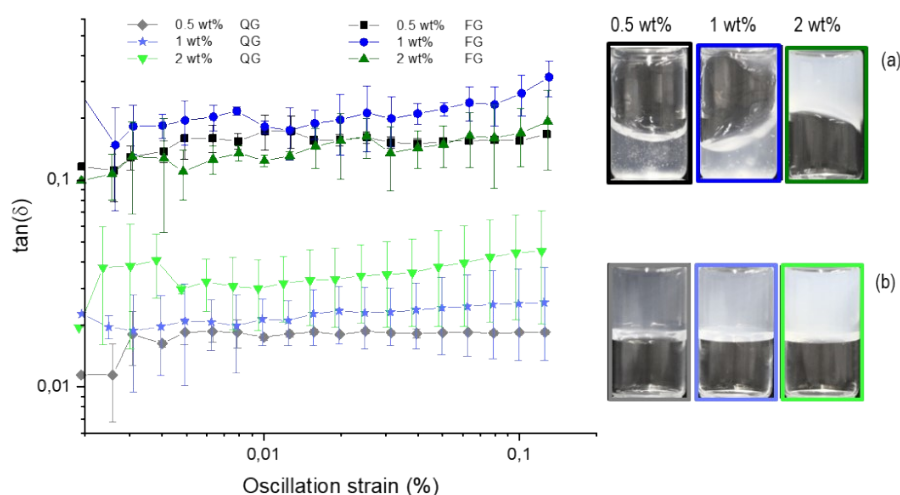 0.5 wt% QG 0.5 wt% FG
1 wt% QG 1 wt% FG
2 wt% QG 2 wt% FG
0.5 wt% 1 wt% 2 wt%
(a)
0,1
tan(δ)
(b)
0,01
0,01 0,1
Oscillation strain (%)